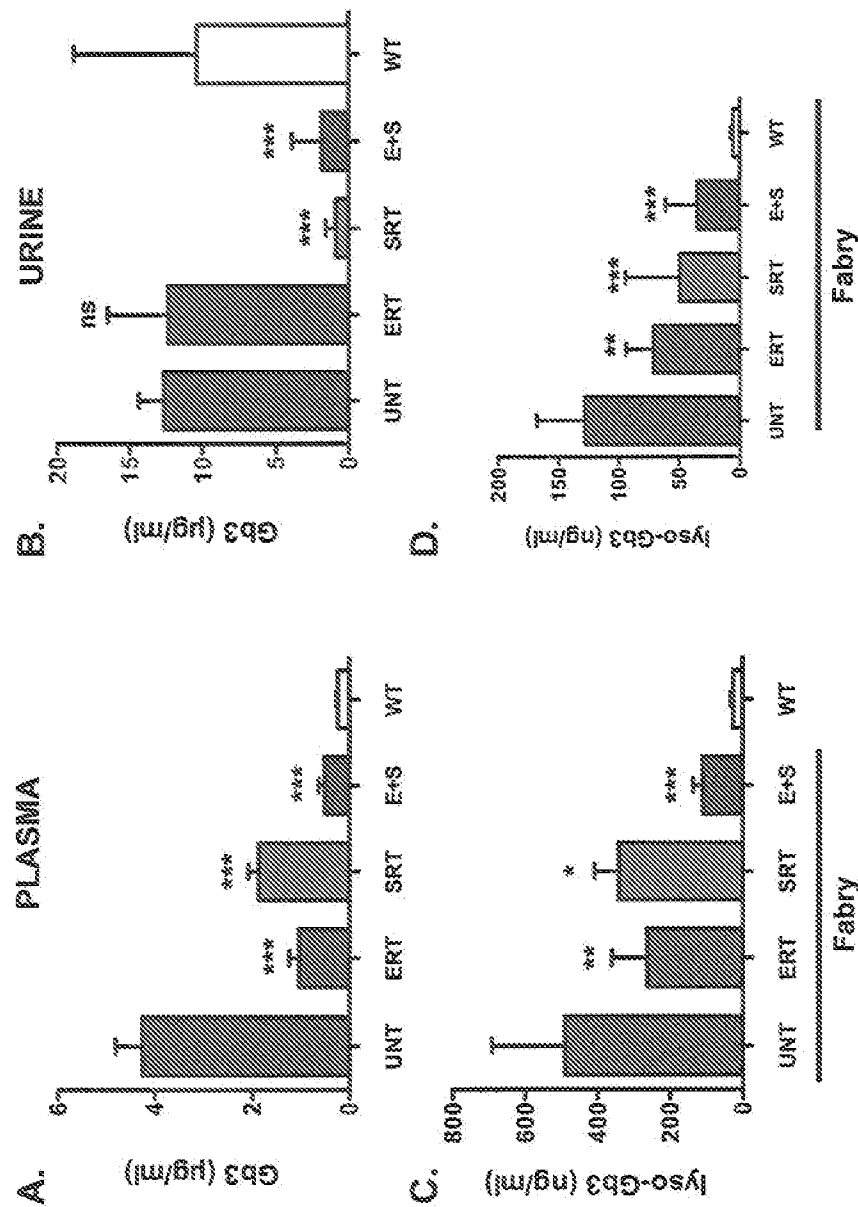 PLASMA
URINE
A.
Gb3 (µg/ml)
6
4
2
0
***
***
***
UNT
ERT
SRT
E+S
WT
B.
Gb3 (µg/ml)
20
15
10
5
0
ns
***
***
UNT
ERT
SRT
E+S
WT
C.
lyso-Gb3 (ng/ml)
800
600
400
200
0
**
*
***
UNT
ERT
SRT
E+S
WT
Fabry
D.
lyso-Gb3 (ng/ml)
200
150
100
50
0
**
***
***
UNT
ERT
SRT
E+S
WT
Fabry